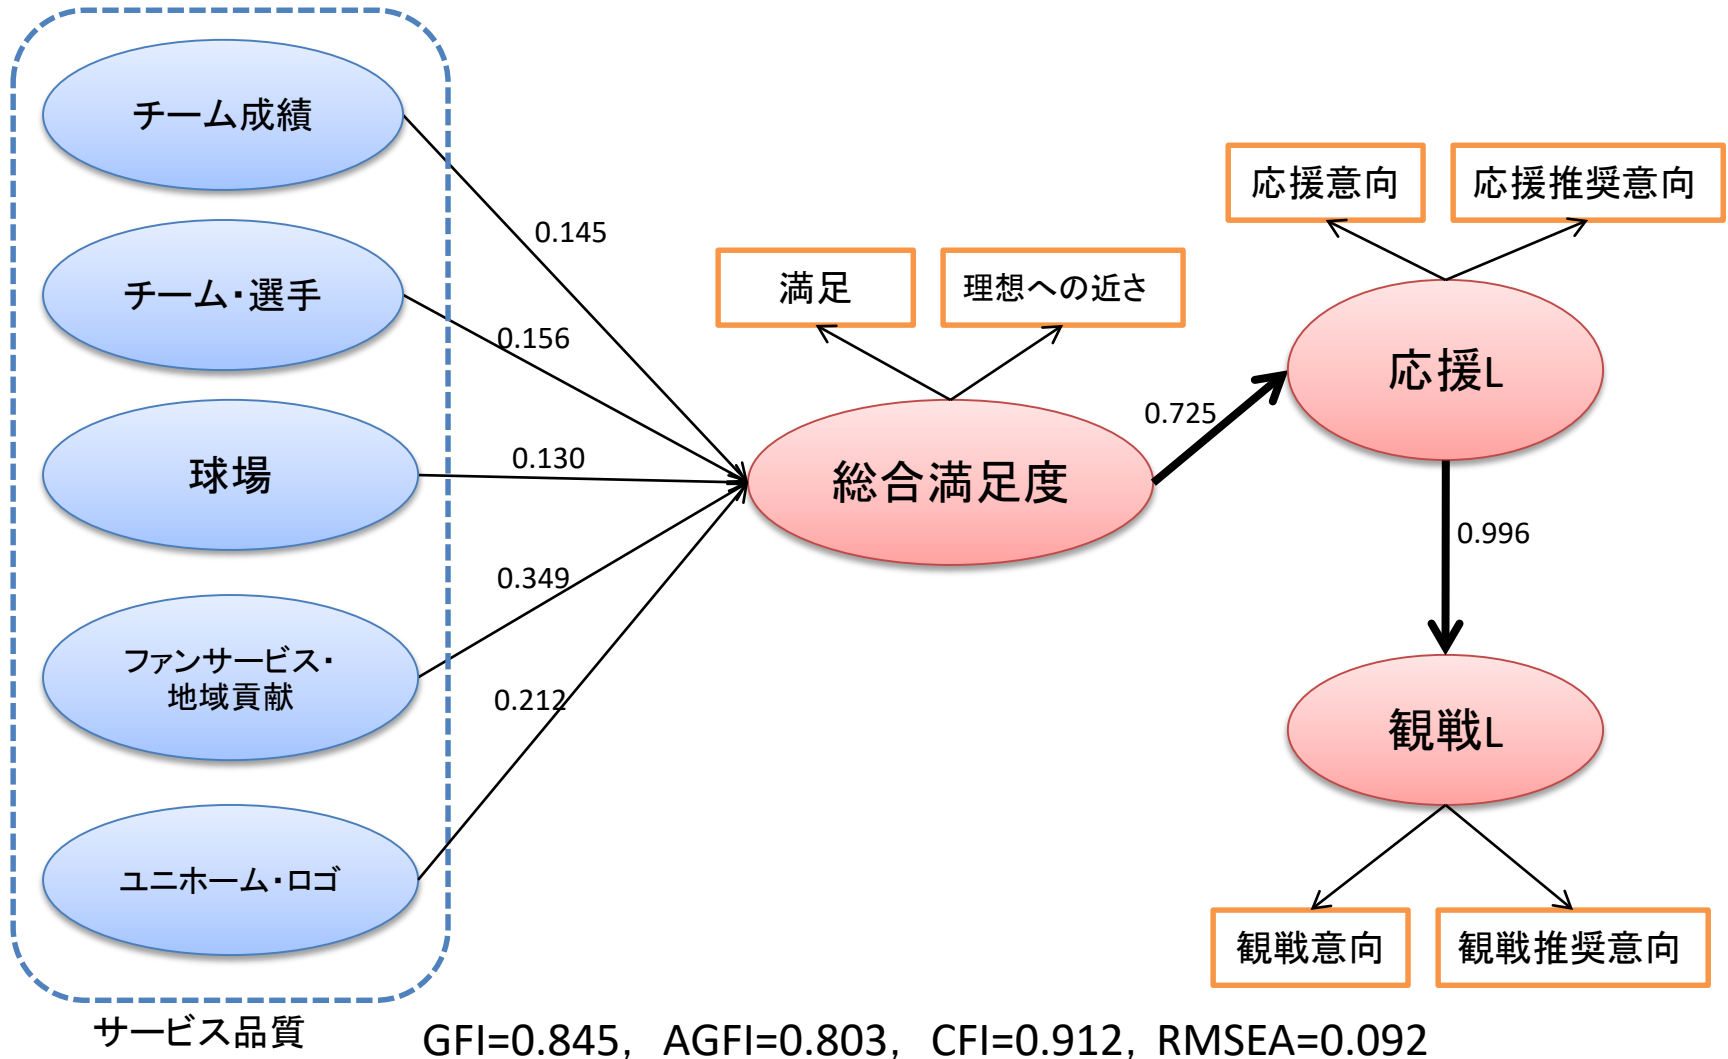 チーム成績
チーム・選手
球場
ファンサービス・
地域貢献
ユニホーム・ロゴ
サービス品質
0.145
0.156
0.130
0.349
0.212
満足
理想への近さ
総合満足度
0.725
応援意向
応援推奨意向
応援L
0.996
観戦L
観戦意向
観戦推奨意向
GFI=0.845, AGFI=0.803, CFI=0.912, RMSEA=0.092